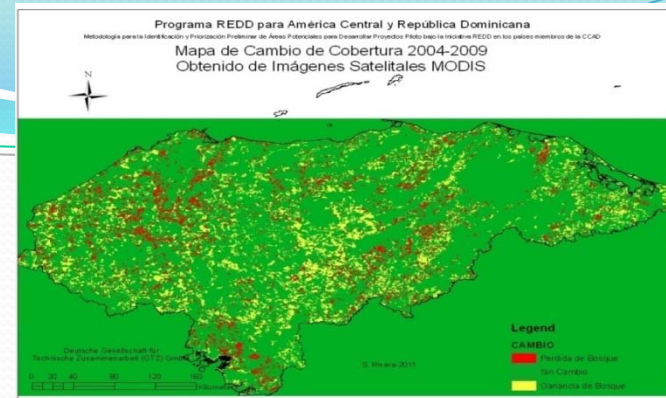 Programa REDD para América Central y República Dominicana
Metodología para la Identificación y Priorización Preliminar de Áreas Potenciales para Desarrollar Proyectos Piloto bajo la Iniciativa REDD en los países miembros de la CCAD
Mapa de Cambio de Cobertura 2004-2009
Obtenido de Imágenes Satelitales MODIS
N
Legend
CAMBIO
Perdida de Bosque
Sin Cambio
Ganancia de Bosque
Deutsche Gesellschaft für
Technische Zusammenarbeit (GTZ) GmbH
S. Rivera 2011
0 20 40 80 120 160